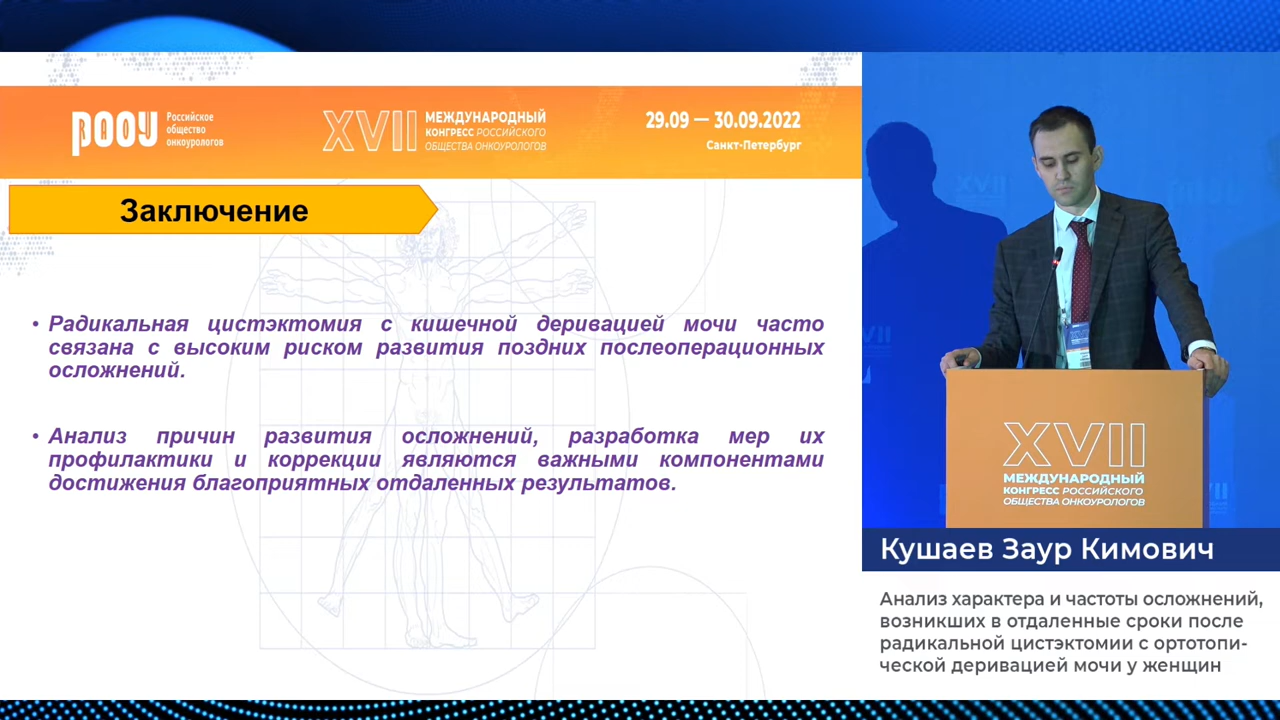 РООУ
Российское
общество
онкоурологов
XVII
МЕЖДУНАРОДНЫЙ
КОНГРЕСС РОССИЙСКОГО
ОБЩЕСТВА ОНКОУРОЛОГОВ
29.09 — 30.09.2022
Санкт-Петербург
Заключение
• Радикальная цистэктомия с кишечной деривацией мочи часто
связана с высоким риском развития поздних послеоперационных
осложнений.
• Анализ причин развития осложнений, разработка мер их
профилактики и коррекции являются важными компонентами
достижения благоприятных отдаленных результатов.
XVII
МЕЖДУНАРОДНЫЙ
КОНГРЕСС РОССИЙСКОГО
ОБЩЕСТВА ОНКОУРОЛОГОВ
Кушаев Заур Кимович
Анализ характера и частоты осложнений,
возникших в отдаленные сроки после
радикальной цистэктомии с ортотопи-
ческой деривацией мочи у женщин